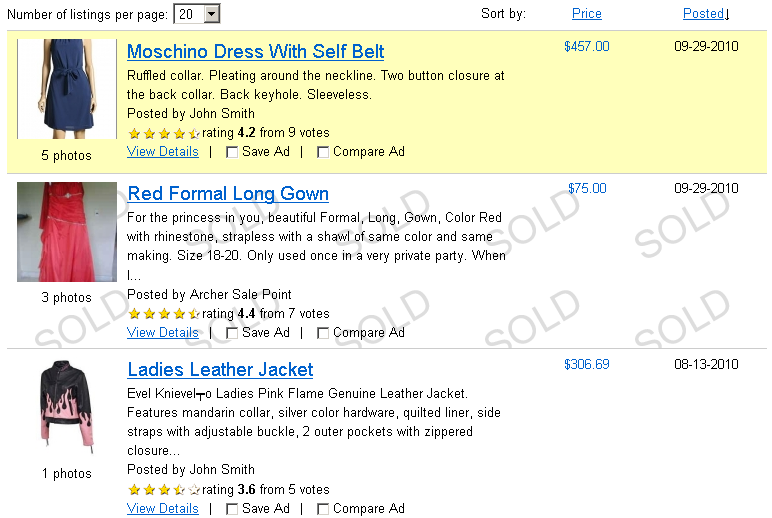 Number of listings per page: 20 Sort by: Price Posted↓
Moschino Dress With Self Belt $457.00 09-29-2010
Ruffled collar. Pleating around the neckline. Two button closure at
the back collar. Back keyhole. Sleeveless.
Posted by John Smith
rating 4.2 from 9 votes
5 photos
View Details | Save Ad | Compare Ad
Red Formal Long Gown $75.00 09-29-2010
For the princess in you, beautiful Formal, Long, Gown, Color Red
with rhinestone, strapless with a shawl of same color and same
making. Size 18-20. Only used once in a very private party. When
I...
3 photos
Posted by Archer Sale Point
rating 4.4 from 7 votes
View Details | Save Ad | Compare Ad
SOLD SOLD SOLD SOLD SOLD
SOLD SOLD SOLD SOLD SOLD
Ladies Leather Jacket $306.69 08-13-2010
Evel Knievel┬o Ladies Pink Flame Genuine Leather Jacket.
Features mandarin collar, silver color hardware, quilted liner, side
straps with adjustable buckle, 2 outer pockets with zippered
closure...
Posted by John Smith
1 photos
rating 3.6 from 5 votes
View Details | Save Ad | Compare Ad